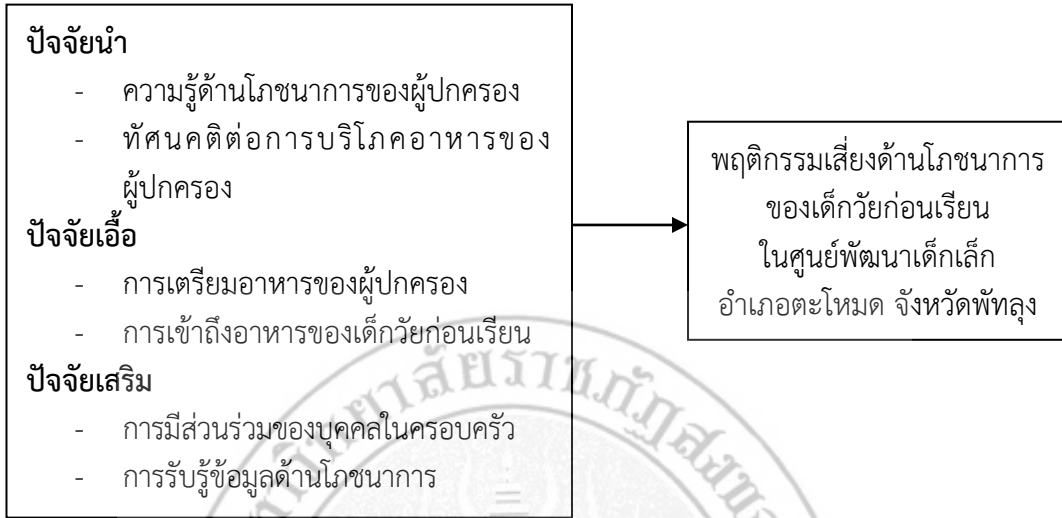 ปัจจัยนำ
- ความรู้ด้านโภชนาการของผู้ปกครอง
- ทัศนคติต่อการบริโภคอาหารของ
ผู้ปกครอง
ปัจจัยเอื้อ
- การเตรียมอาหารของผู้ปกครอง
- การเข้าถึงอาหารของเด็กวัยก่อนเรียน
ปัจจัยเสริม
- การมีส่วนร่วมของบุคคลในครอบครัว
- การรับรู้ข้อมูลด้านโภชนาการ
พฤติกรรมเสี่ยงด้านโภชนาการ
ของเด็กวัยก่อนเรียน
ในศูนย์พัฒนาเด็กเล็ก
อำเภอตะโหมด จังหวัดพัทลุง